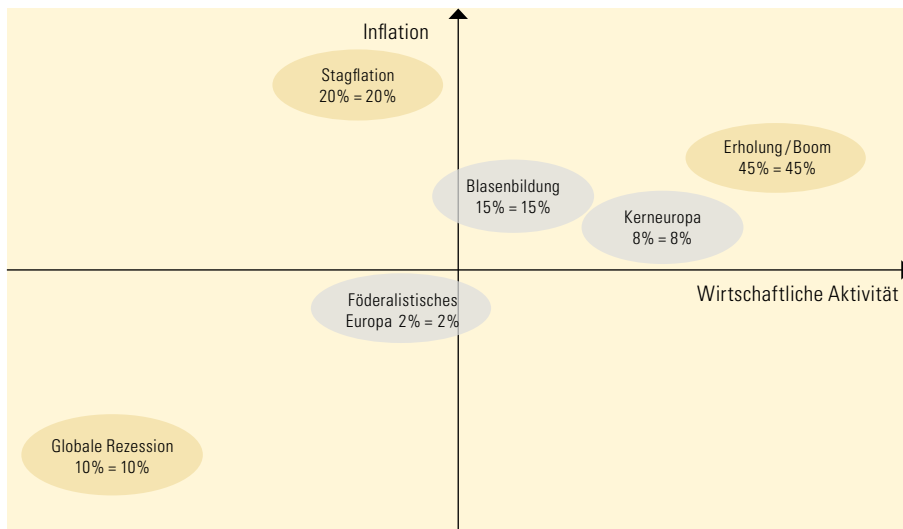 Inflation
Stagflation
20% = 20%
Erholung/Boom
45% = 45%
Blasenbildung
15% = 15%
Kerneuropa
8% = 8%
Wirtschaftliche Aktivität
Föderalistisches
Europa 2% = 2%
Globale Rezession
10% = 10%